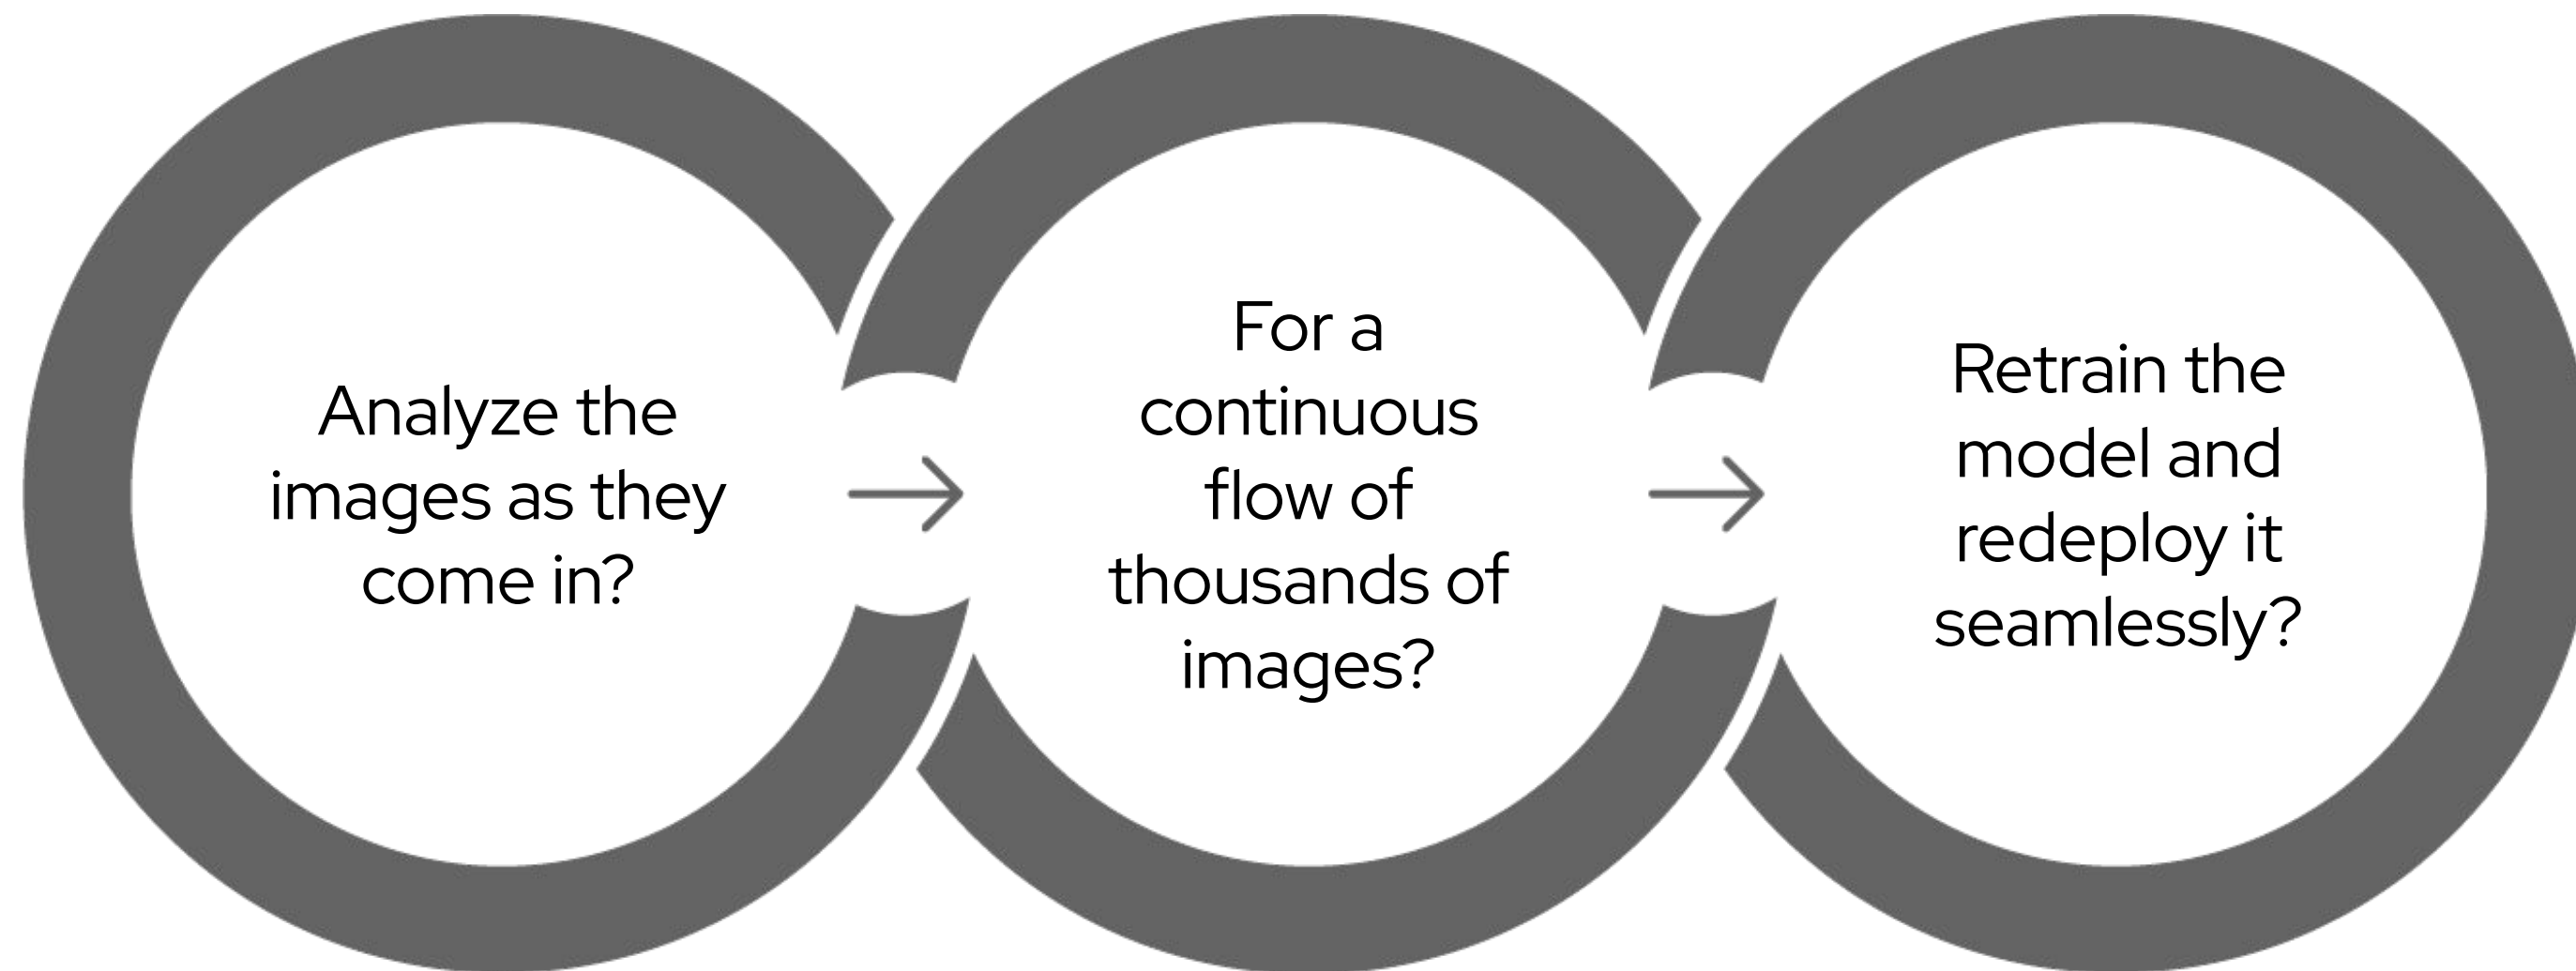 Analyze the
images as they
come in?
For a
continuous
flow of
thousands of
images?
Retrain the
model and
redeploy it
seamlessly?